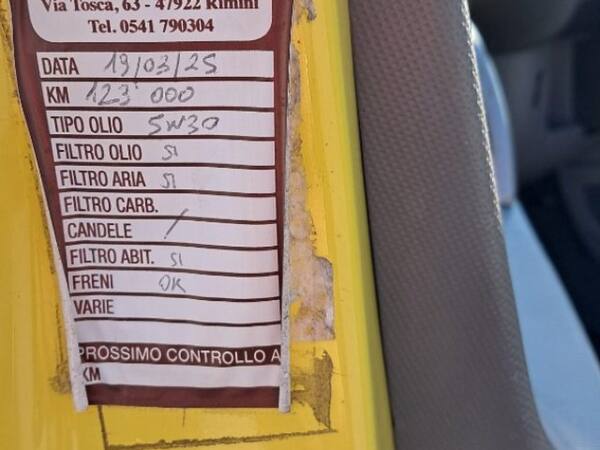 Via Tosca, 63 - 47922 Rimini
Tel. 0541 790304
DATA 19/03/25
KM 123'000
TIPO OLIO 5W30
FILTRO OLIO SI
FILTRO ARIA SI
FILTRO CARB.
CANDELE /
FILTRO ABIT. SI
FRENI OK
VARIE
PROSSIMO CONTROLLO A
KM